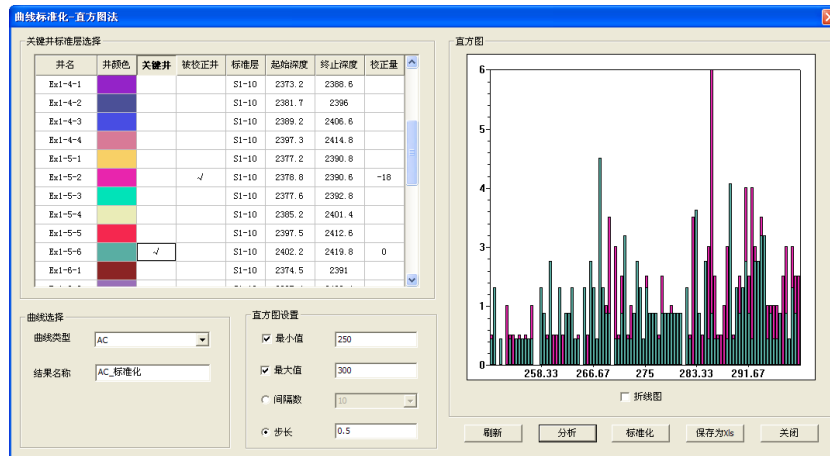 曲线标准化-直方图法
关键井标准层选择
井名 井颜色 关键井 被校正井 标准层 起始深度 终止深度 校正量
Ex1-4-1 S1-10 2373.2 2388.6
Ex1-4-2 S1-10 2381.7 2396
Ex1-4-3 S1-10 2389.2 2406.6
Ex1-4-4 S1-10 2397.3 2414.8
Ex1-5-1 S1-10 2377.2 2390.8
Ex1-5-2 √ S1-10 2378.8 2390.6 -18
Ex1-5-3 S1-10 2377.6 2392.8
Ex1-5-4 S1-10 2385.2 2401.4
Ex1-5-5 S1-10 2397.5 2412.6
Ex1-5-6 √ S1-10 2402.2 2419.8 0
Ex1-6-1 S1-10 2374.5 2391
曲线选择
曲线类型 AC
结果名称 AC_标准化
直方图设置
最小值 250
最大值 300
间隔数 10
步长 0.5
直方图
6
5
4
3
1
0
258.33 266.67 275 283.33 291.67
折线图
刷新 分析 标准化 保存为Xls 关闭